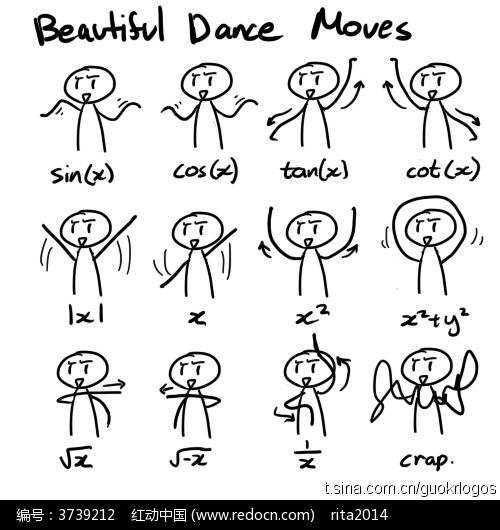 Beautiful Dance Moves
sin(x) cos(x) tan(x) cot(x)
|x| x x² x²+y²
√x √-x 1/x crap.
t.sina.com.cn/guokrlogos
编号：3739212 红动中国 (www.redocn.com) rita2014